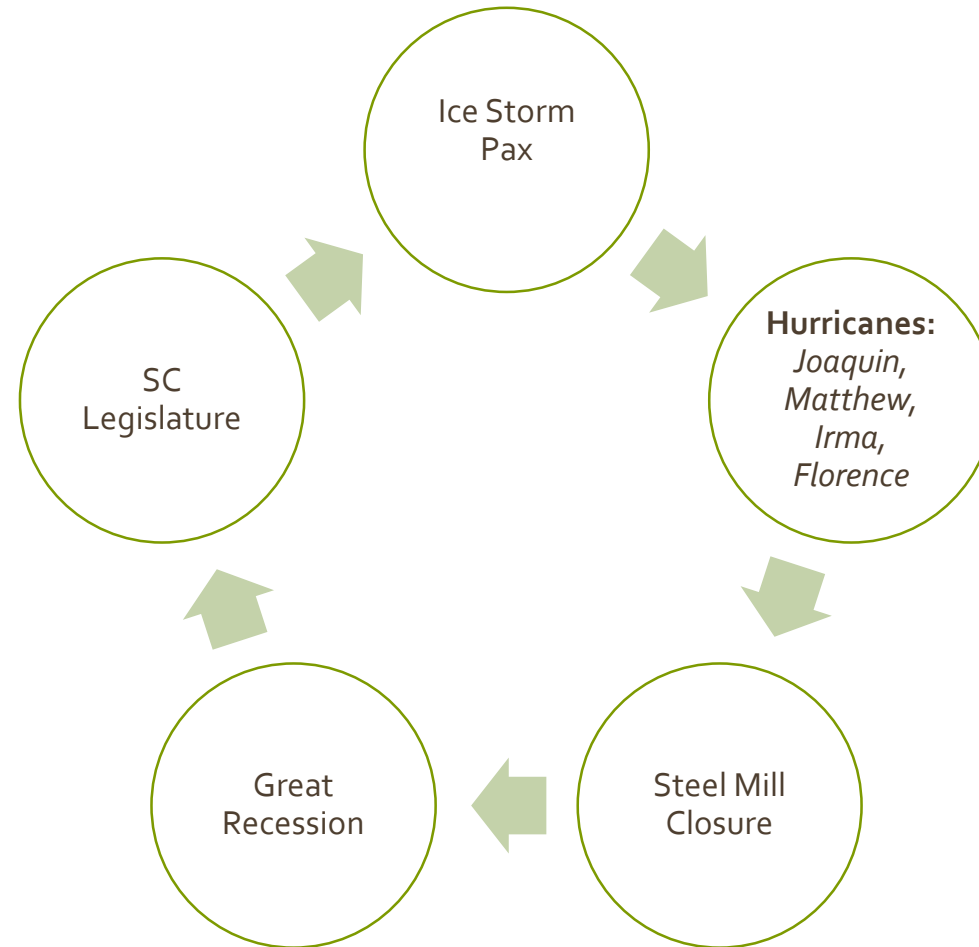 Ice Storm
Pax
Hurricanes:
Joaquin,
Matthew,
Irma,
Florence
Steel Mill
Closure
Great
Recession
SC
Legislature